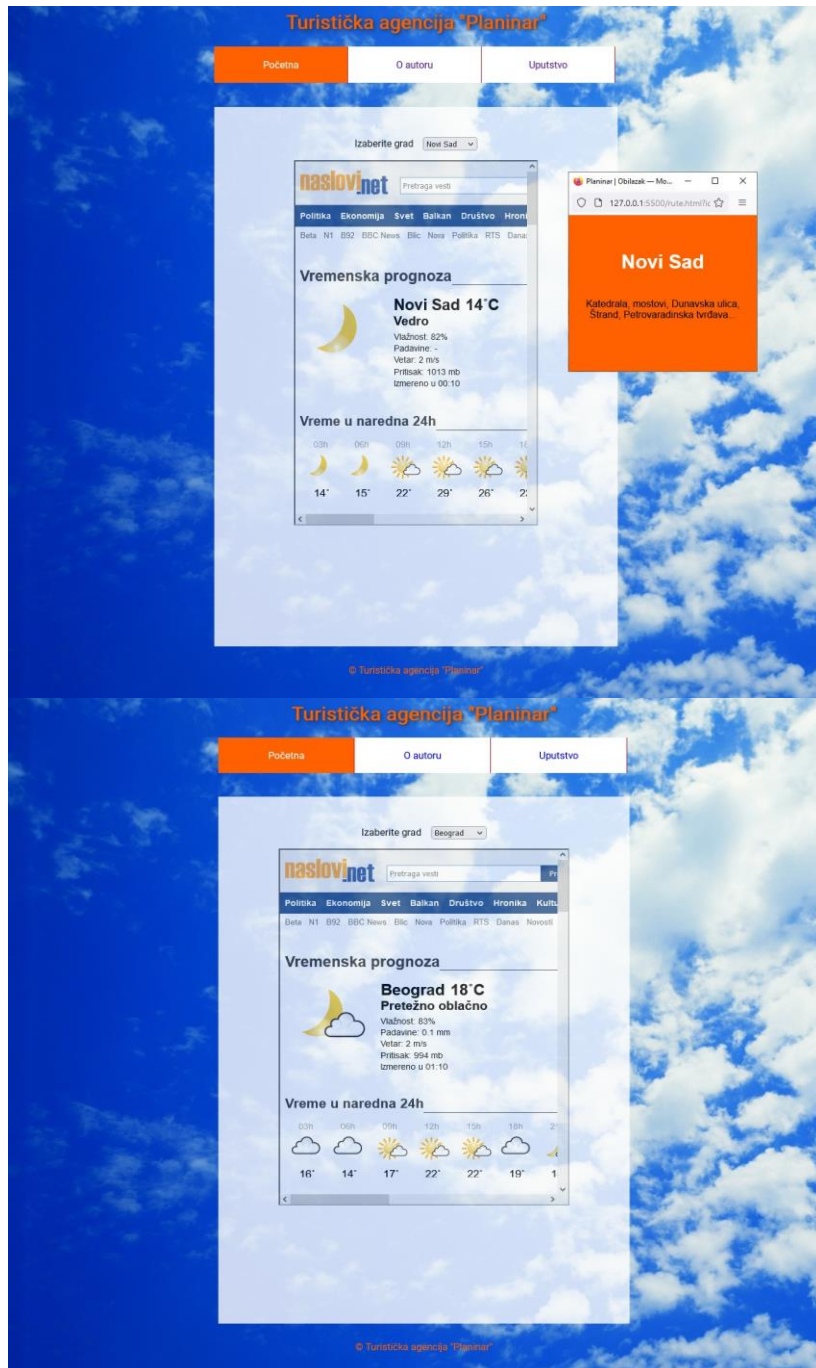 Turistička agencija "Planinar"
Početna O autoru Uputstvo
Izaberite grad Novi Sad
naslovi.net Pretraga vesti
Politika Ekonomija Svet Balkan Društvo
Beta N1 B92 BBC News Blic Nova Politika RTS
Vremenska prognoza
Novi Sad 14°C
Vedro
Vlažnost: 82%
Padavine: -
Vetar: 2 m/s
Pritisak: 1013 mb
Izmereno u 00:10
Vreme u naredna 24h
03h 06h 09h 12h 15h
14° 15° 22° 29° 26°
Planinar | Obilazak — Mo...
127.0.0.1:5500/rute.html?ic
Novi Sad
Katedrala, mostovi, Dunavska ulica,
Štrand, Petrovaradinska tvrđava...
© Turistička agencija "Planinar"
Turistička agencija "Planinar"
Početna O autoru Uputstvo
Izaberite grad Beograd
naslovi.net Pretraga vesti
Politika Ekonomija Svet Balkan Društvo Hronika
Beta N1 B92 BBC News Blic Nova Politika RTS Danas Novosti
Vremenska prognoza
Beograd 18°C
Pretežno oblačno
Vlažnost: 83%
Padavine: 0.1 mm
Vetar: 2 m/s
Pritisak: 994 mb
Izmereno u 01:10
Vreme u naredna 24h
03h 06h 09h 12h 15h 18h
16° 14° 17° 22° 22° 19°
© Turistička agencija "Planinar"